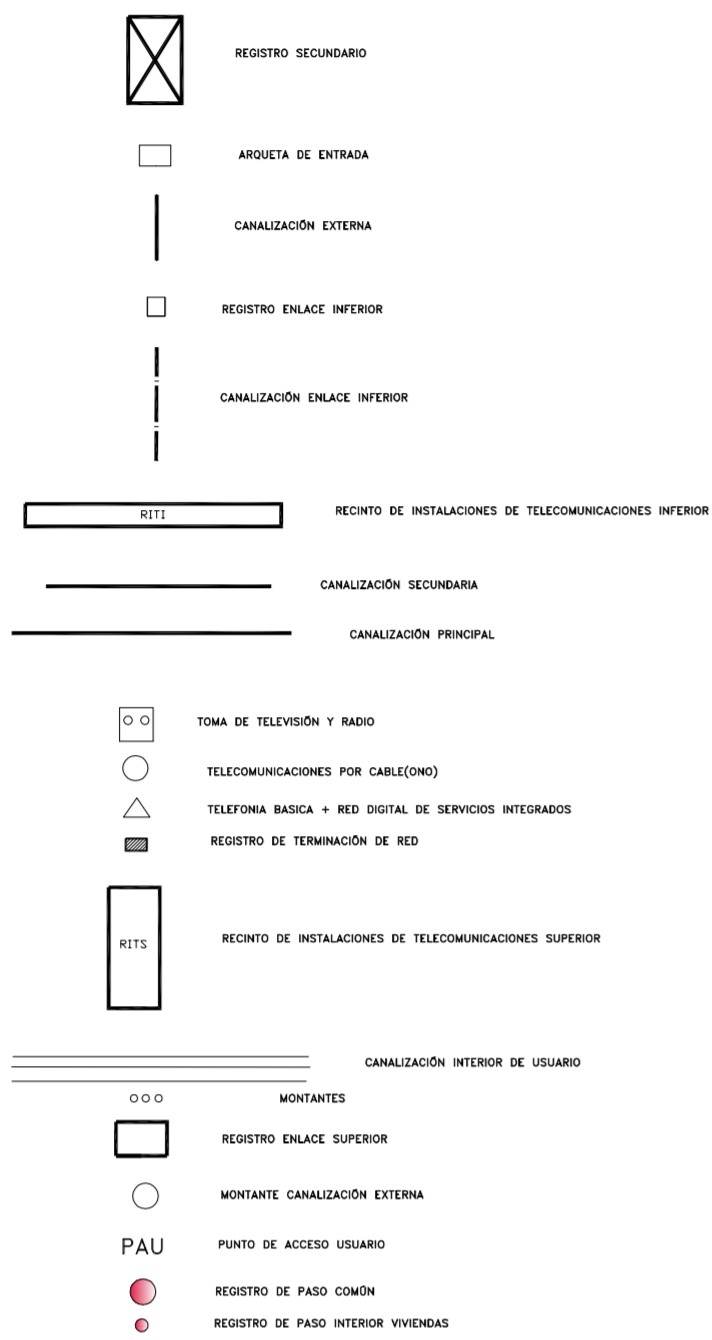 REGISTRO SECUNDARIO
ARQUETA DE ENTRADA
CANALIZACIÓN EXTERNA
REGISTRO ENLACE INFERIOR
CANALIZACIÓN ENLACE INFERIOR
RITI RECINTO DE INSTALACIONES DE TELECOMUNICACIONES INFERIOR
CANALIZACIÓN SECUNDARIA
CANALIZACIÓN PRINCIPAL
TOMA DE TELEVISIÓN Y RADIO
TELECOMUNICACIONES POR CABLE(ONO)
TELEFONIA BASICA + RED DIGITAL DE SERVICIOS INTEGRADOS
REGISTRO DE TERMINACIÓN DE RED
RITS RECINTO DE INSTALACIONES DE TELECOMUNICACIONES SUPERIOR
CANALIZACIÓN INTERIOR DE USUARIO
MONTANTES
REGISTRO ENLACE SUPERIOR
MONTANTE CANALIZACIÓN EXTERNA
PAU PUNTO DE ACCESO USUARIO
REGISTRO DE PASO COMÚN
REGISTRO DE PASO INTERIOR VIVIENDAS